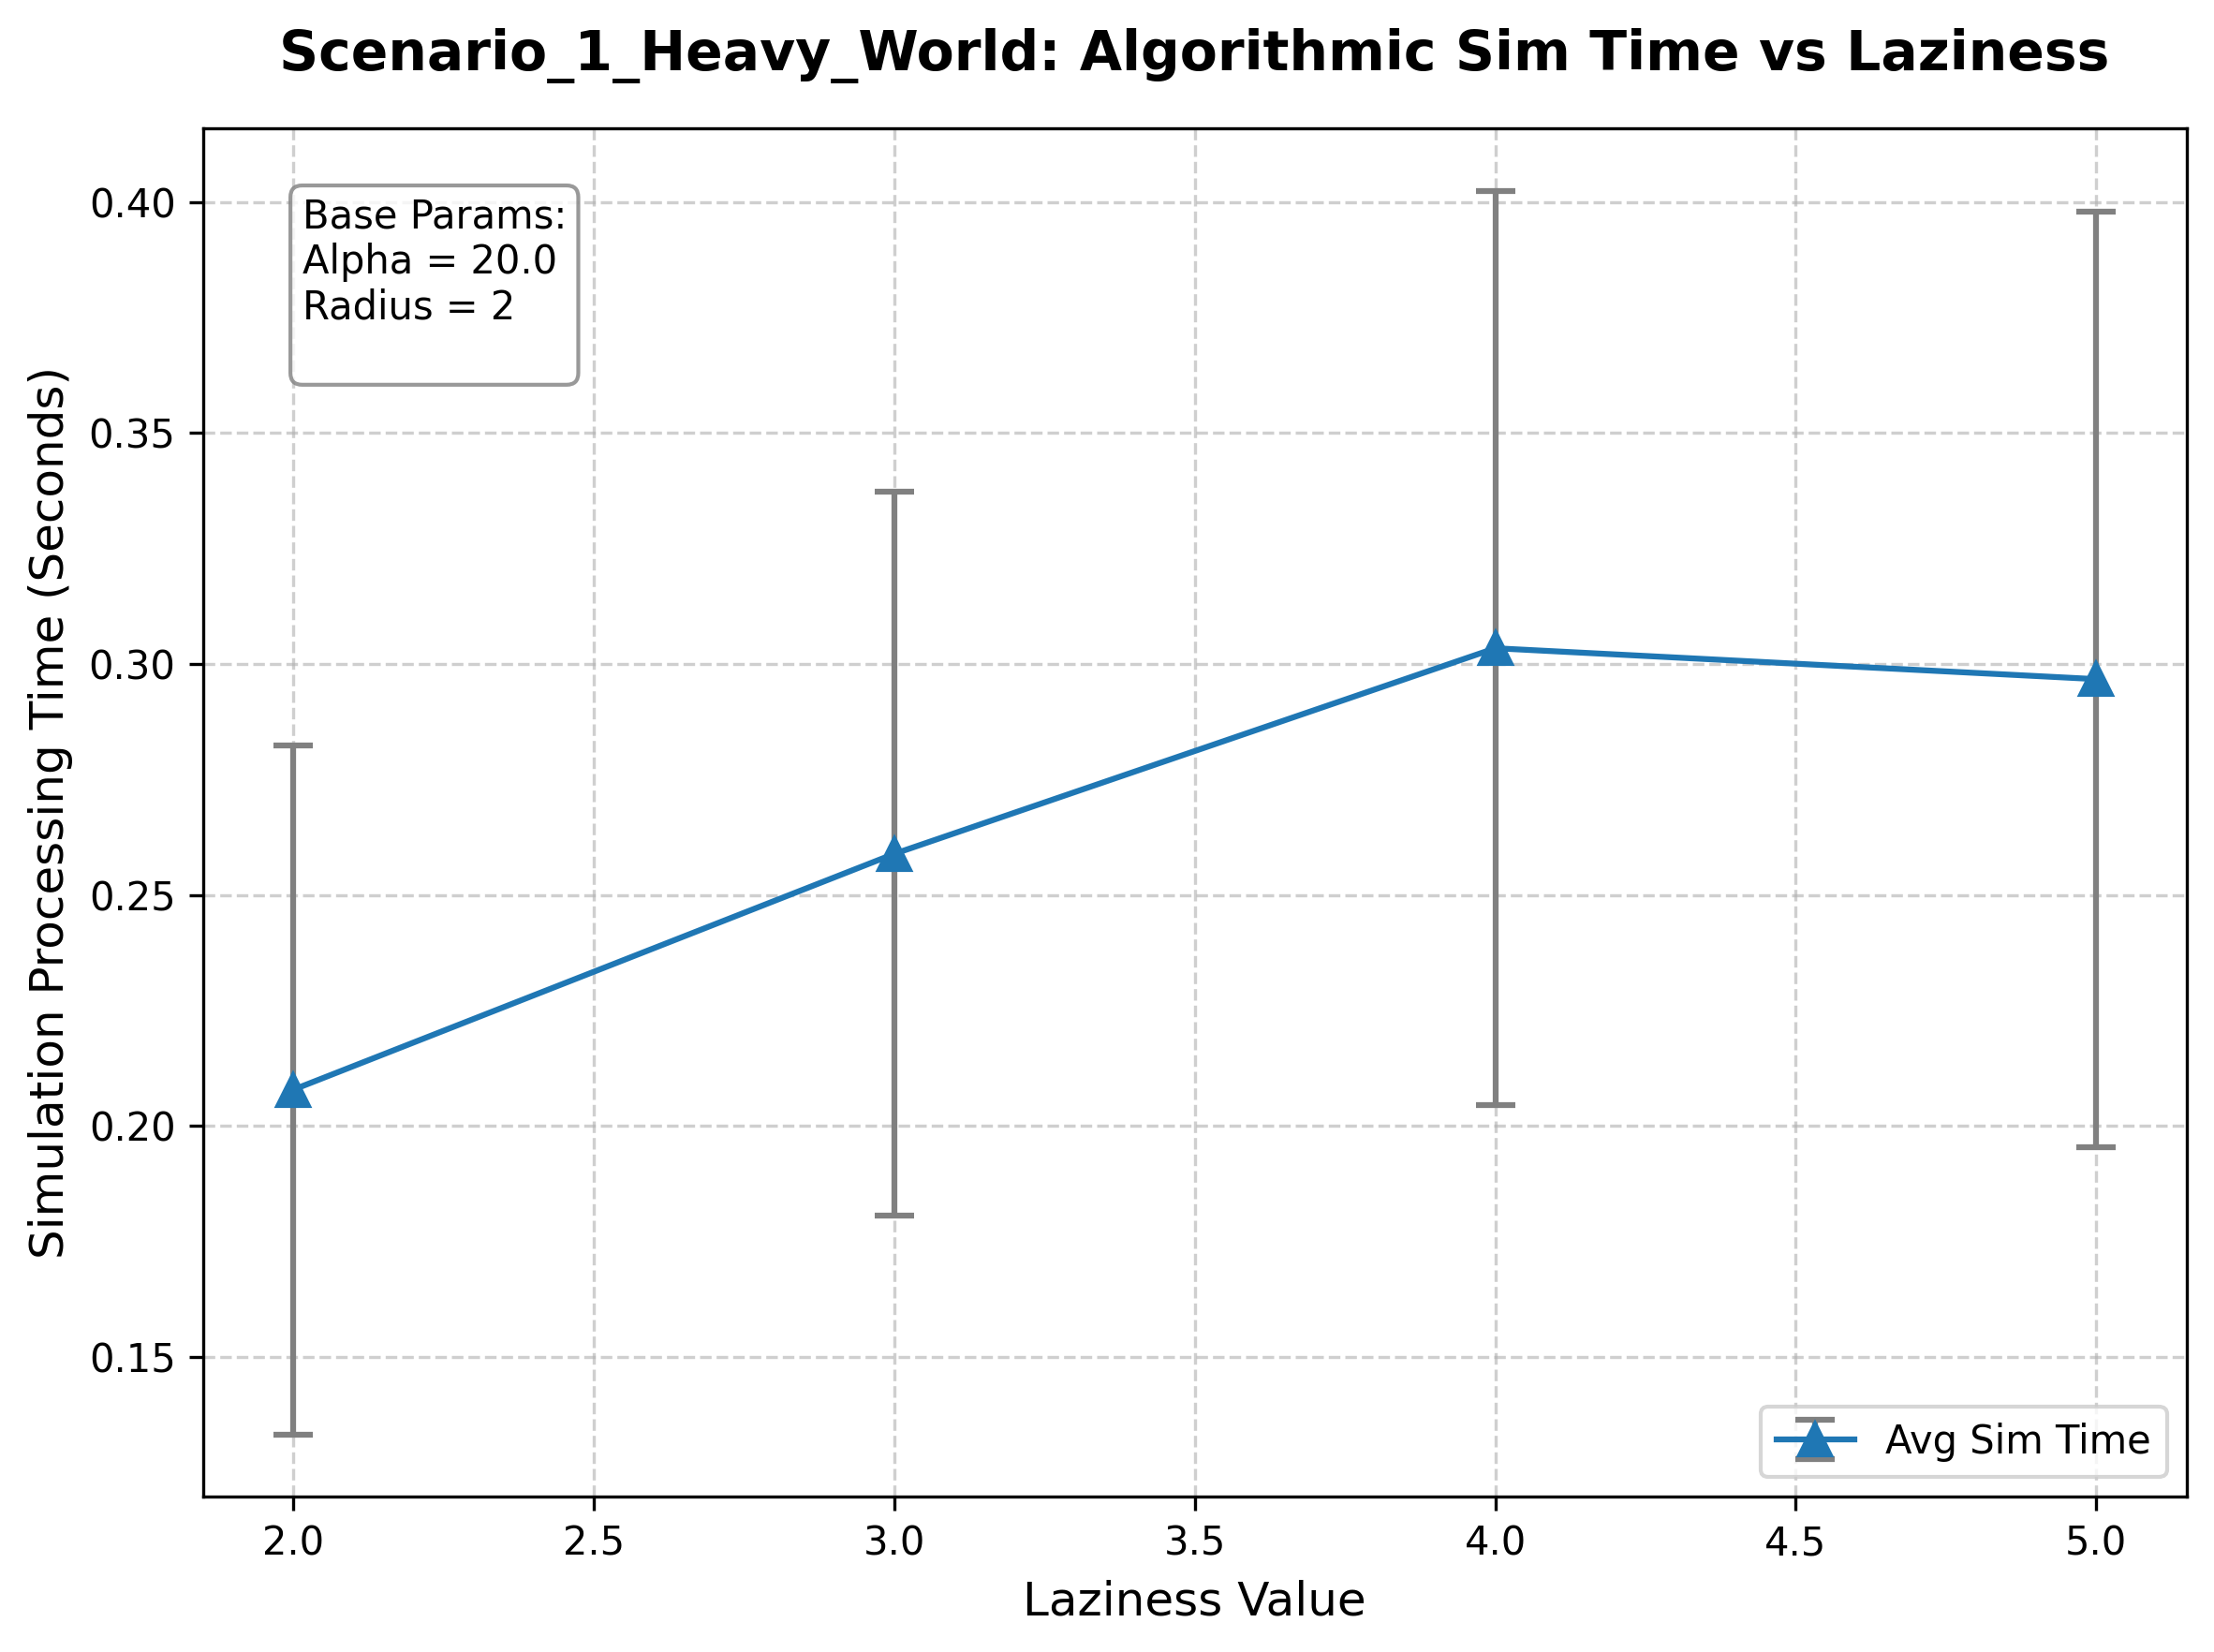 Scenario_1_Heavy_World: Algorithmic Sim Time vs Laziness
Base Params:
Alpha = 20.0
Radius = 2
Simulation Processing Time (Seconds)
0.40
0.35
0.30
0.25
0.20
0.15
Avg Sim Time
2.0 2.5 3.0 3.5 4.0 4.5 5.0
Laziness Value